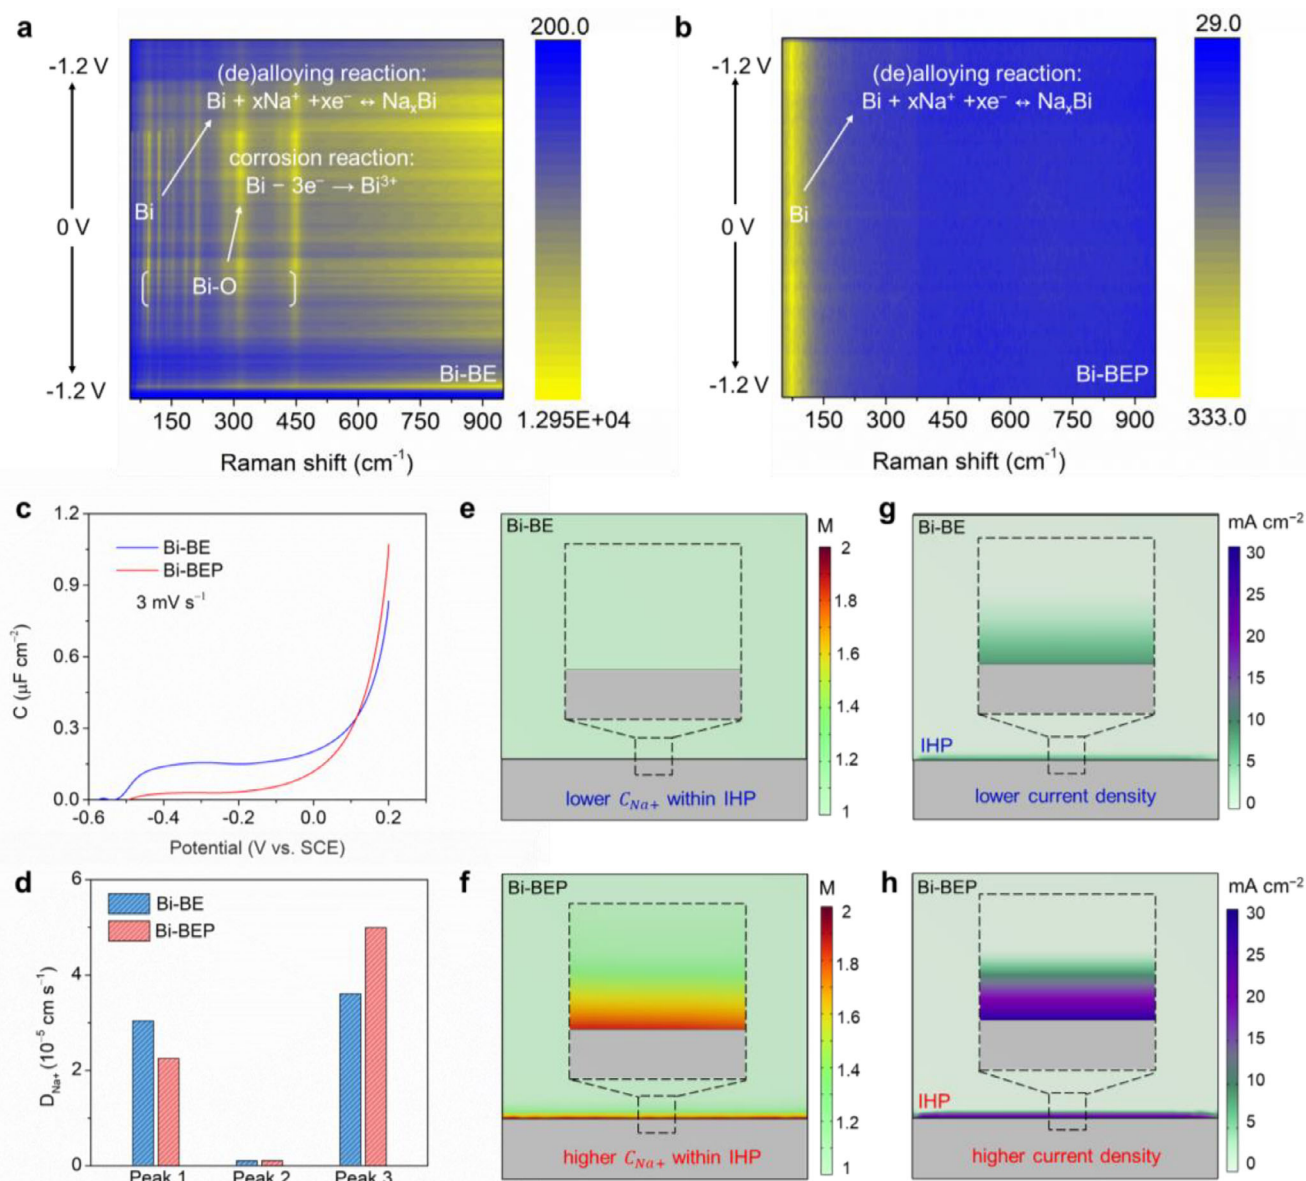 a
200.0
-1.2 V
0 V
-1.2 V
(de)alloying reaction:
Bi + xNa⁺ +xe⁻ ↔ NaₓBi
corrosion reaction:
Bi − 3e⁻ → Bi³⁺
Bi
Bi-O
Bi-BE
150 300 450 600 750 900
1.295E+04
Raman shift (cm⁻¹)
b
29.0
-1.2 V
0 V
-1.2 V
(de)alloying reaction:
Bi + xNa⁺ +xe⁻ ↔ NaₓBi
Bi
Bi-BEP
150 300 450 600 750 900
333.0
Raman shift (cm⁻¹)
c
1.2
0.9
0.6
0.3
0.0
C (μF cm⁻²)
Bi-BE
Bi-BEP
3 mV s⁻¹
-0.6 -0.4 -0.2 0.0 0.2
Potential (V vs. SCE)
e
Bi-BE
lower C_Na+ within IHP
M
2
1.8
1.6
1.4
1.2
1
g
Bi-BE
IHP
lower current density
mA cm⁻²
30
25
20
15
10
5
0
d
6
4
2
0
D_Na+ (10⁻⁵ cm s⁻¹)
Bi-BE
Bi-BEP
Peak 1 Peak 2 Peak 3
f
Bi-BEP
higher C_Na+ within IHP
M
2
1.8
1.6
1.4
1.2
1
h
Bi-BEP
IHP
higher current density
mA cm⁻²
30
25
20
15
10
5
0